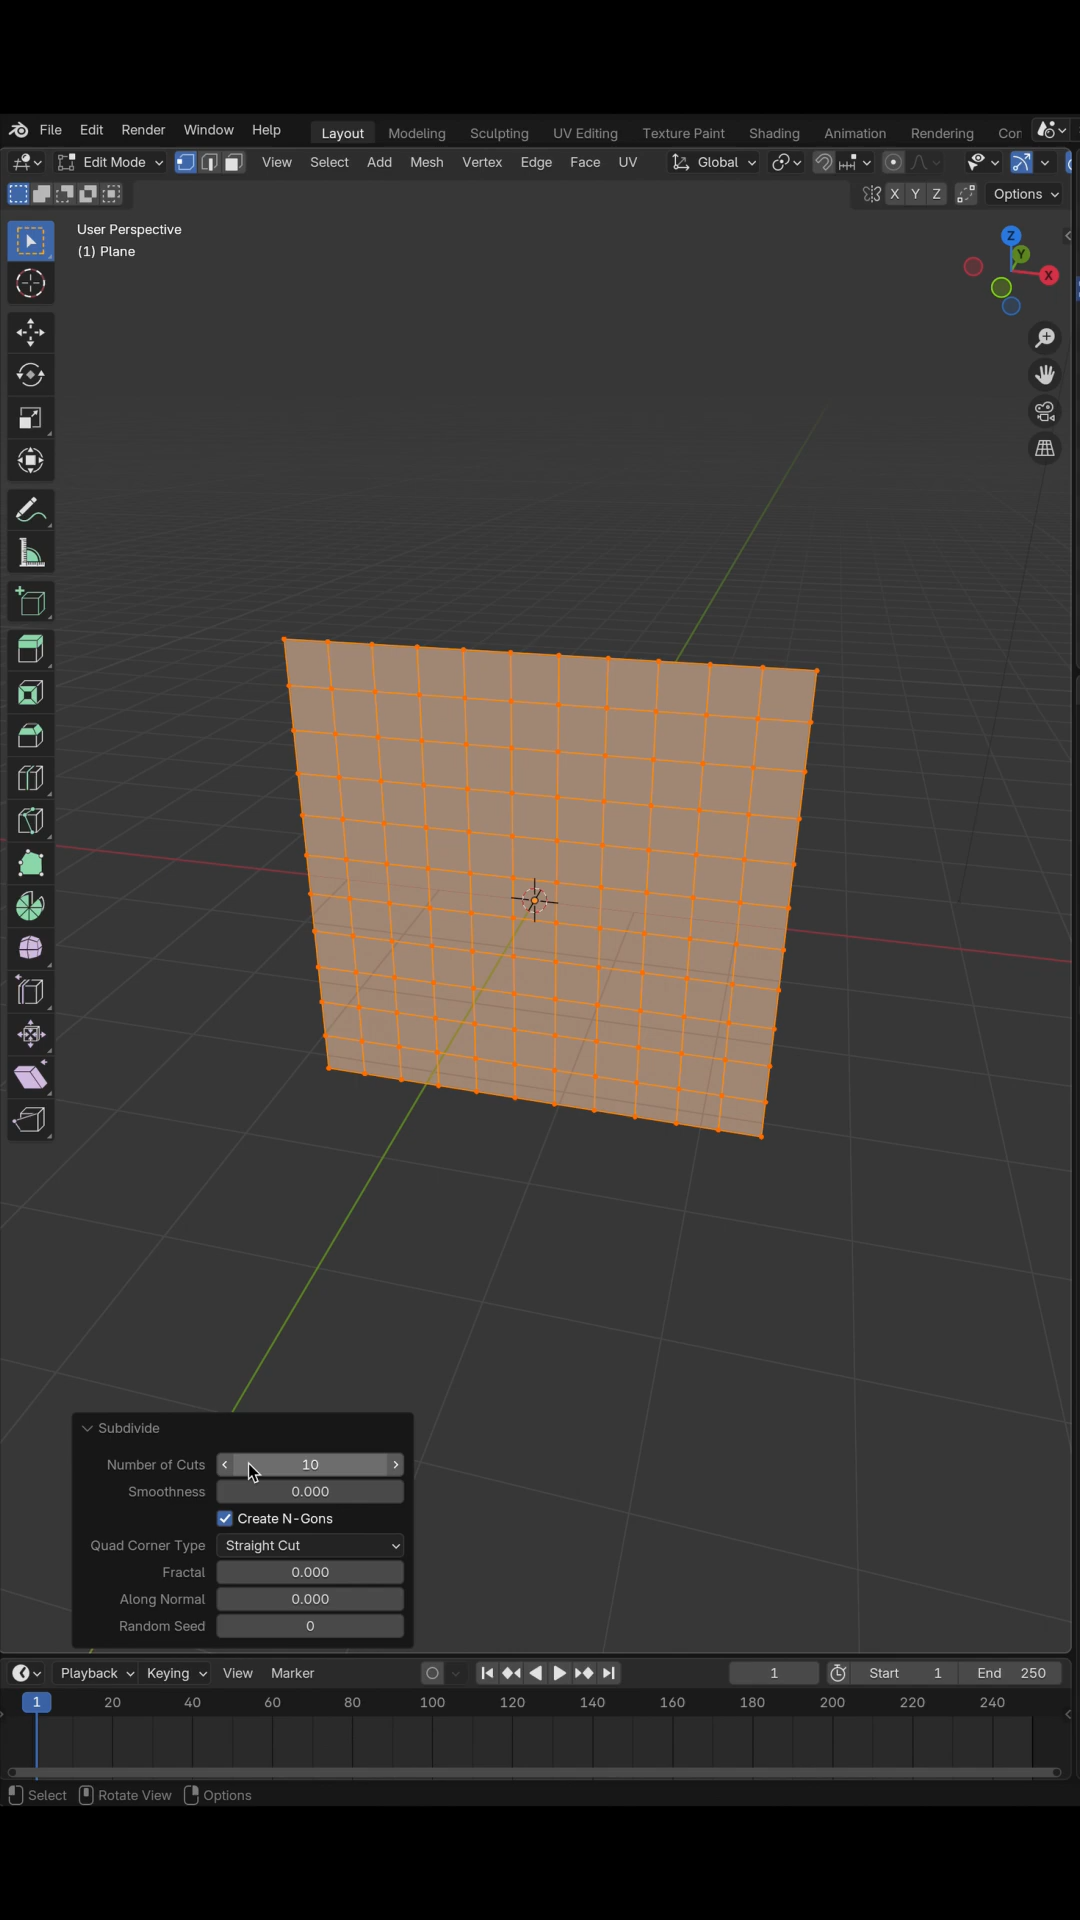 File Edit Render Window Help Layout Modeling Sculpting UV Editing Texture Paint Shading Animation Rendering Con
Edit Mode View Select Add Mesh Vertex Edge Face UV Global
X Y Z Options
User Perspective
(1) Plane
Z
Y
X
Subdivide
Number of Cuts 10
Smoothness 0.000
Create N-Gons
Quad Corner Type Straight Cut
Fractal 0.000
Along Normal 0.000
Random Seed 0
Playback Keying View Marker 1 Start 1 End 250
1 20 40 60 80 100 120 140 160 180 200 220 240
Select Rotate View Options